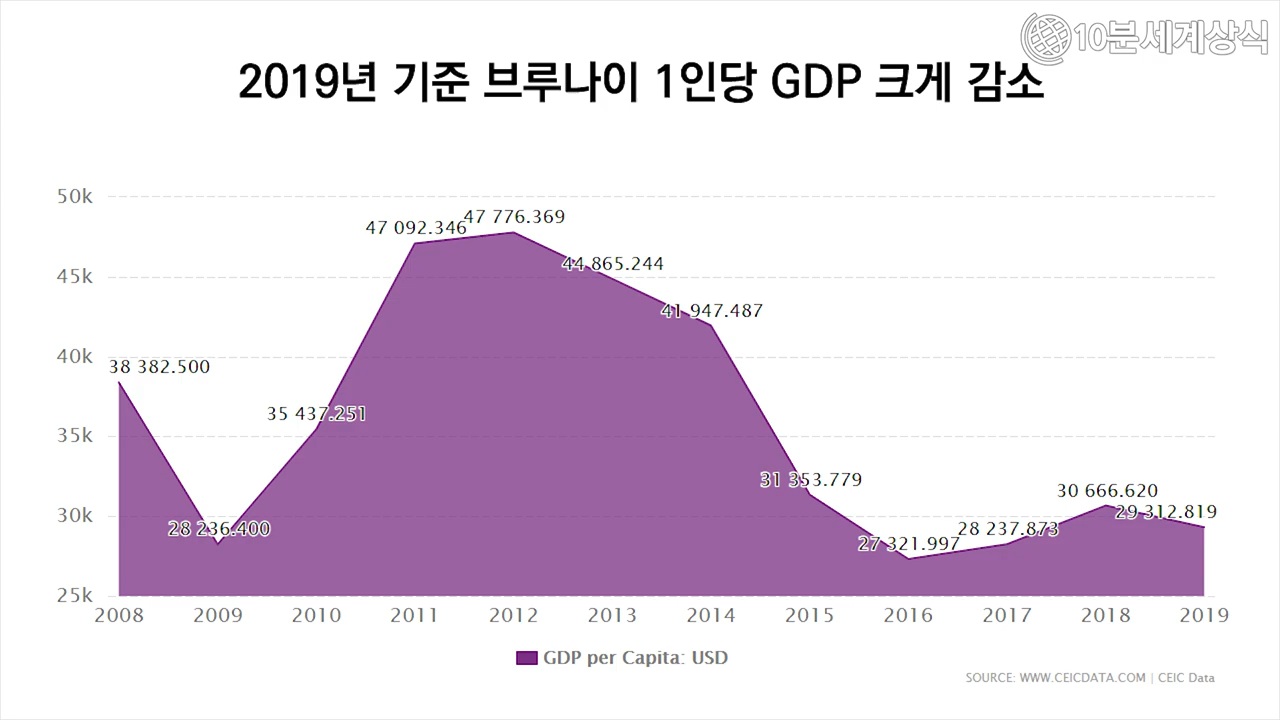 10분세계상식
2019년 기준 브루나이 1인당 GDP 크게 감소
50k
45k
40k
35k
30k
25k
38 382.500
28 236.400
35 437.251
47 092.346
47 776.369
44 865.244
41 947.487
31 353.779
27 321.997
28 237.873
30 666.620
29 312.819
2008 2009 2010 2011 2012 2013 2014 2015 2016 2017 2018 2019
GDP per Capita: USD
SOURCE: WWW.CEICDATA.COM | CEIC Data